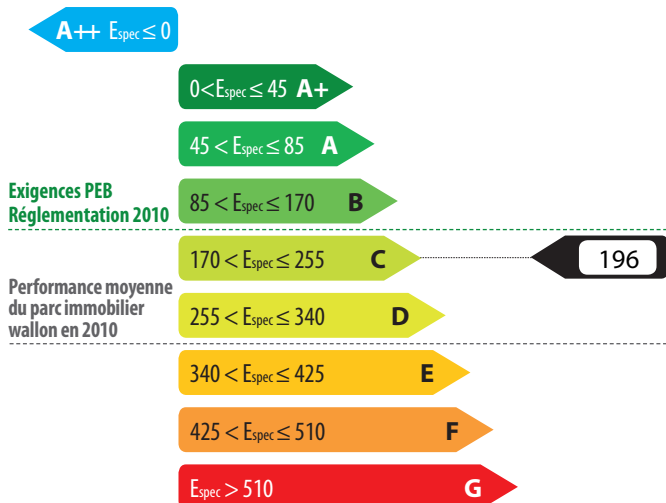 A++ Espec ≤ 0
0 < Espec ≤ 45 A+
45 < Espec ≤ 85 A
Exigences PEB
Réglementation 2010
85 < Espec ≤ 170 B
170 < Espec ≤ 255 C
196
Performance moyenne
du parc immobilier
wallon en 2010
255 < Espec ≤ 340 D
340 < Espec ≤ 425 E
425 < Espec ≤ 510 F
Espec > 510 G